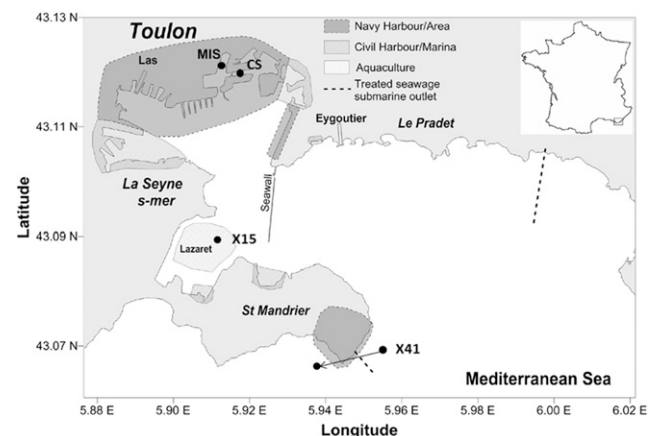 Toulon
Navy Harbour/Area
Civil Harbour/Marina
Aquaculture
Treated seawage
submarine outlet
MIS
CS
Las
Eygoutier
Le Pradet
La Seyne
s-mer
Seawall
X15
Lazaret
St Mandrier
X41
Mediterranean Sea
Latitude
43.13 N
43.11 N
43.09 N
43.07 N
5.88 E
5.90 E
5.92 E
5.94 E
5.96 E
5.98 E
6.00 E
6.02 E
Longitude